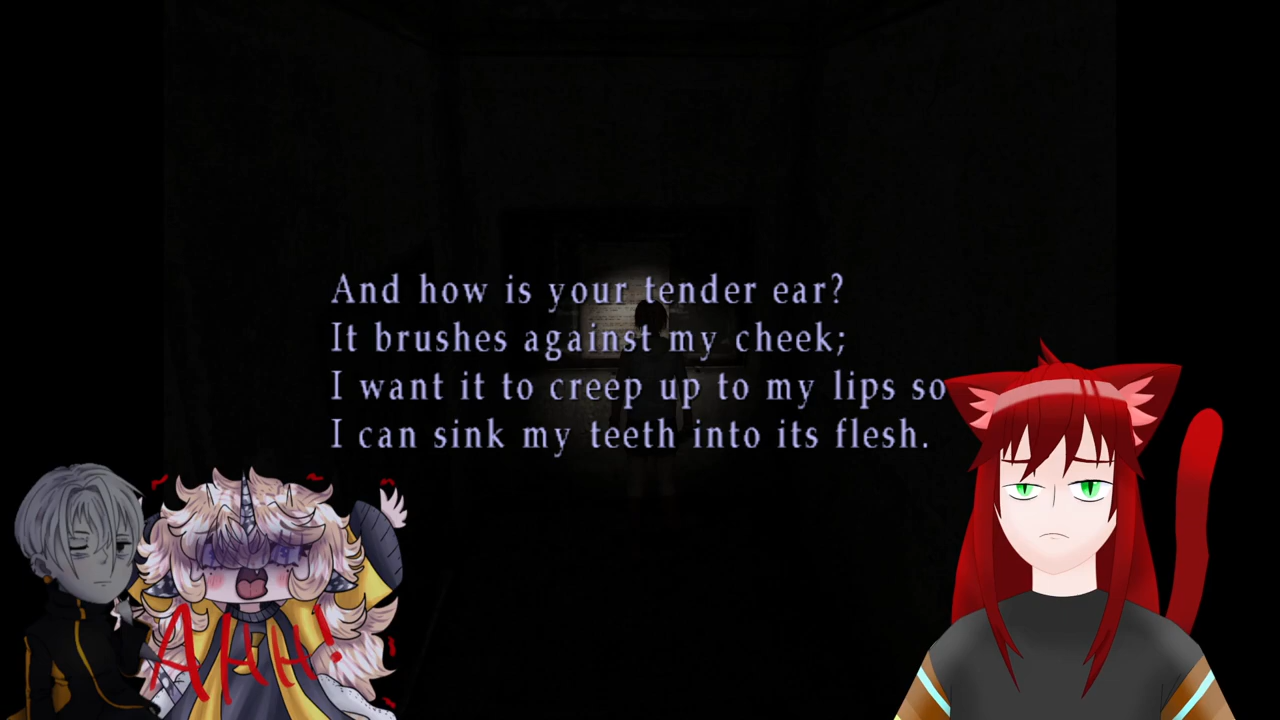 And how is your tender ear?
It brushes against my cheek;
I want it to creep up to my lips so
I can sink my teeth into its flesh.
AHH!